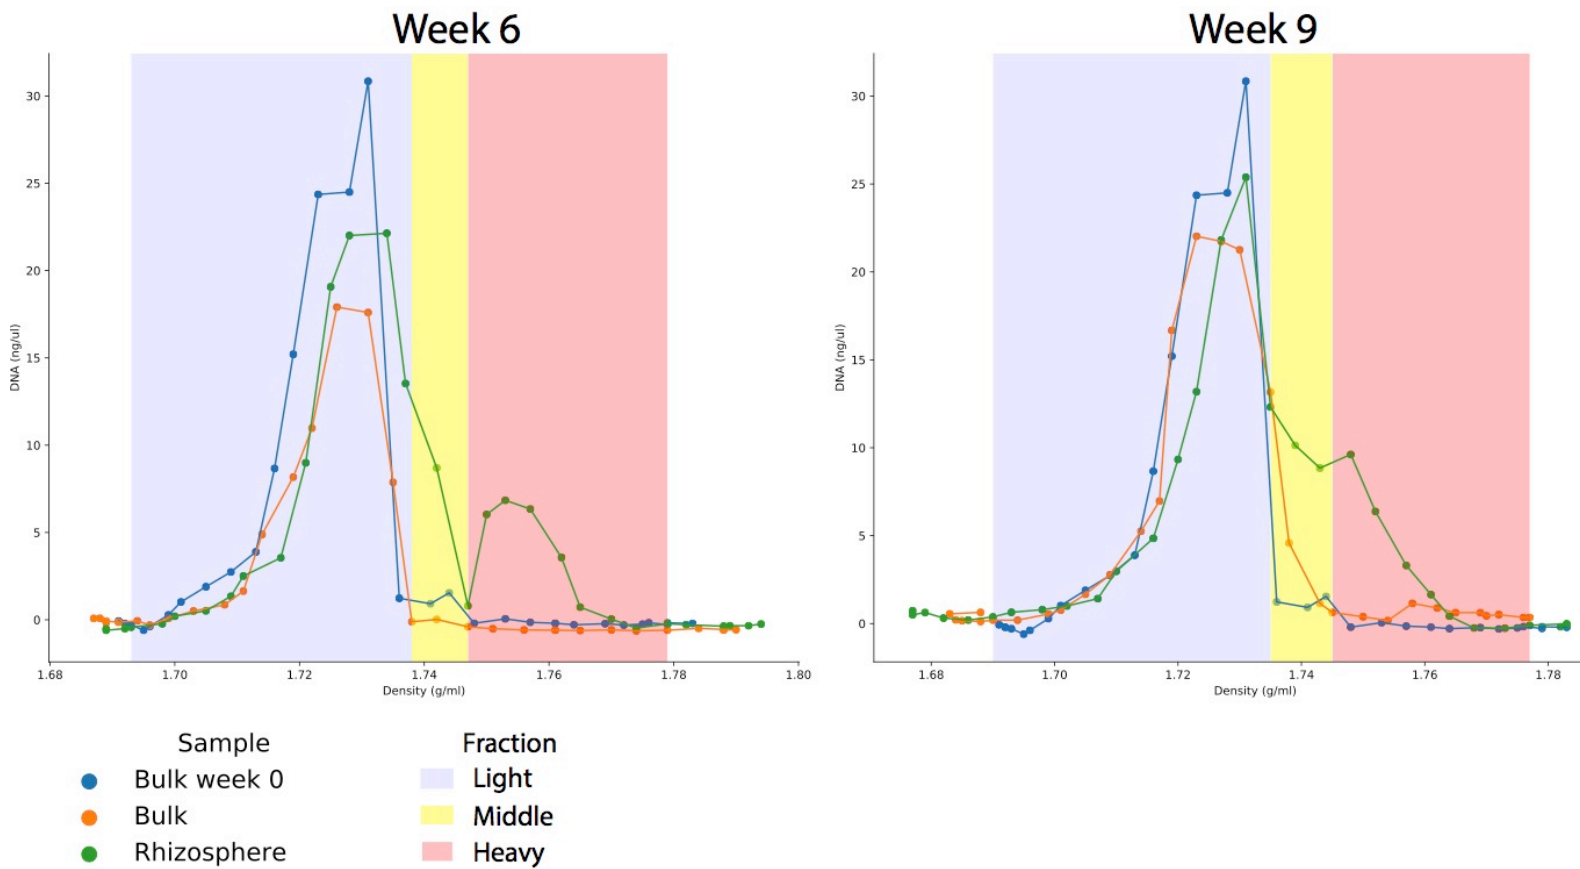 Week 6
Week 9
30
25
20
15
10
5
0
DNA (ng/ul)
1.68 1.70 1.72 1.74 1.76 1.78 1.80
Density (g/ml)
30
25
20
15
10
5
0
DNA (ng/ul)
1.68 1.70 1.72 1.74 1.76 1.78
Density (g/ml)
Sample
Bulk week 0
Bulk
Rhizosphere
Fraction
Light
Middle
Heavy